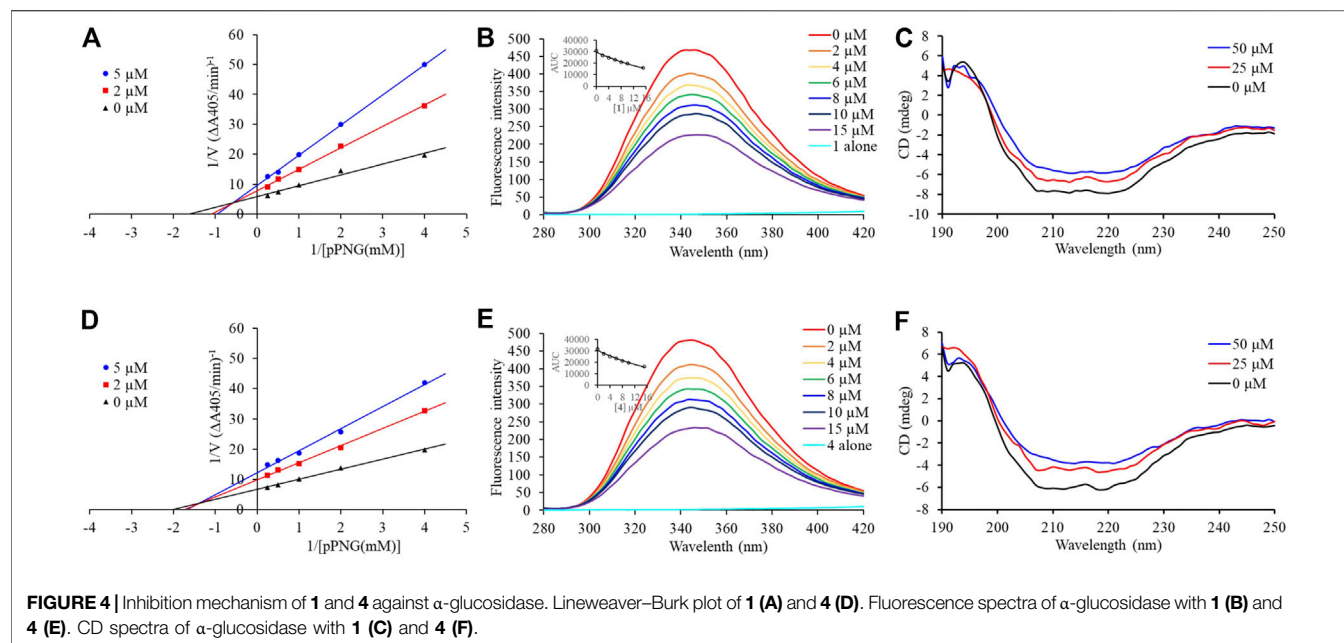 A
5 µM
2 µM
0 µM
1/V (ΔA405/min)⁻¹
60
50
40
30
20
10
0
-4 -3 -2 -1 0 1 2 3 4 5
1/[pPNG(mM)]
B
Fluorescence intensity
500
450
400
350
300
250
200
150
100
50
0
280 300 320 340 360 380 400 420
Wavelenth (nm)
AUC
40000
30000
20000
10000
0
0 4 8 12 16
[1] µM
0 µM
2 µM
4 µM
6 µM
8 µM
10 µM
15 µM
1 alone
C
CD (mdeg)
8
6
4
2
0
-2
-4
-6
-8
-10
190 200 210 220 230 240 250
Wavelength (nm)
50 µM
25 µM
0 µM
D
5 µM
2 µM
0 µM
1/V (ΔA405/min)⁻¹
60
50
40
30
20
10
0
-4 -3 -2 -1 0 1 2 3 4 5
1/[pPNG(mM)]
E
Fluorescence intensity
500
450
400
350
300
250
200
150
100
50
0
280 300 320 340 360 380 400 420
Wavelenth (nm)
AUC
40000
30000
20000
10000
0
0 4 8 12 16
[4] µM
0 µM
2 µM
4 µM
6 µM
8 µM
10 µM
15 µM
4 alone
F
CD (mdeg)
8
6
4
2
0
-2
-4
-6
-8
190 200 210 220 230 240 250
Wavelength (nm)
50 µM
25 µM
0 µM
FIGURE 4 | Inhibition mechanism of 1 and 4 against α-glucosidase. Lineweaver–Burk plot of 1 (A) and 4 (D). Fluorescence spectra of α-glucosidase with 1 (B) and
4 (E). CD spectra of α-glucosidase with 1 (C) and 4 (F).